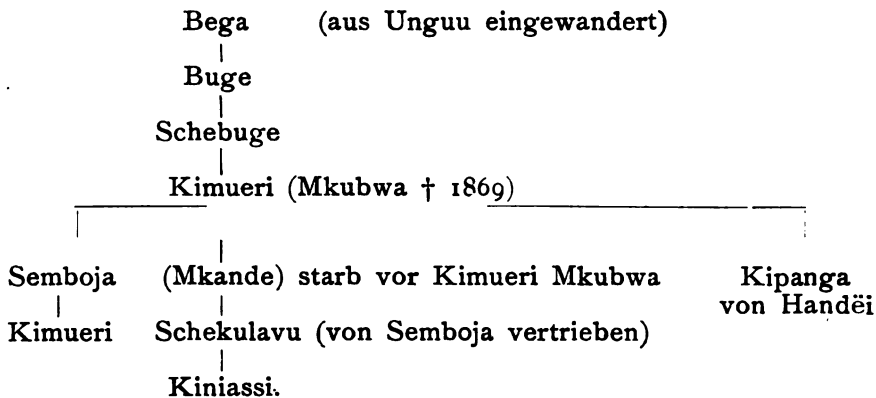 Bega (aus Unguu eingewandert)
Buge
Schebuge
Kimueri (Mkubwa † 1869)
Semboja (Mkande) starb vor Kimueri Mkubwa Kipanga
von Handëi
Kimueri Schekulavu (von Semboja vertrieben)
Kiniassi.